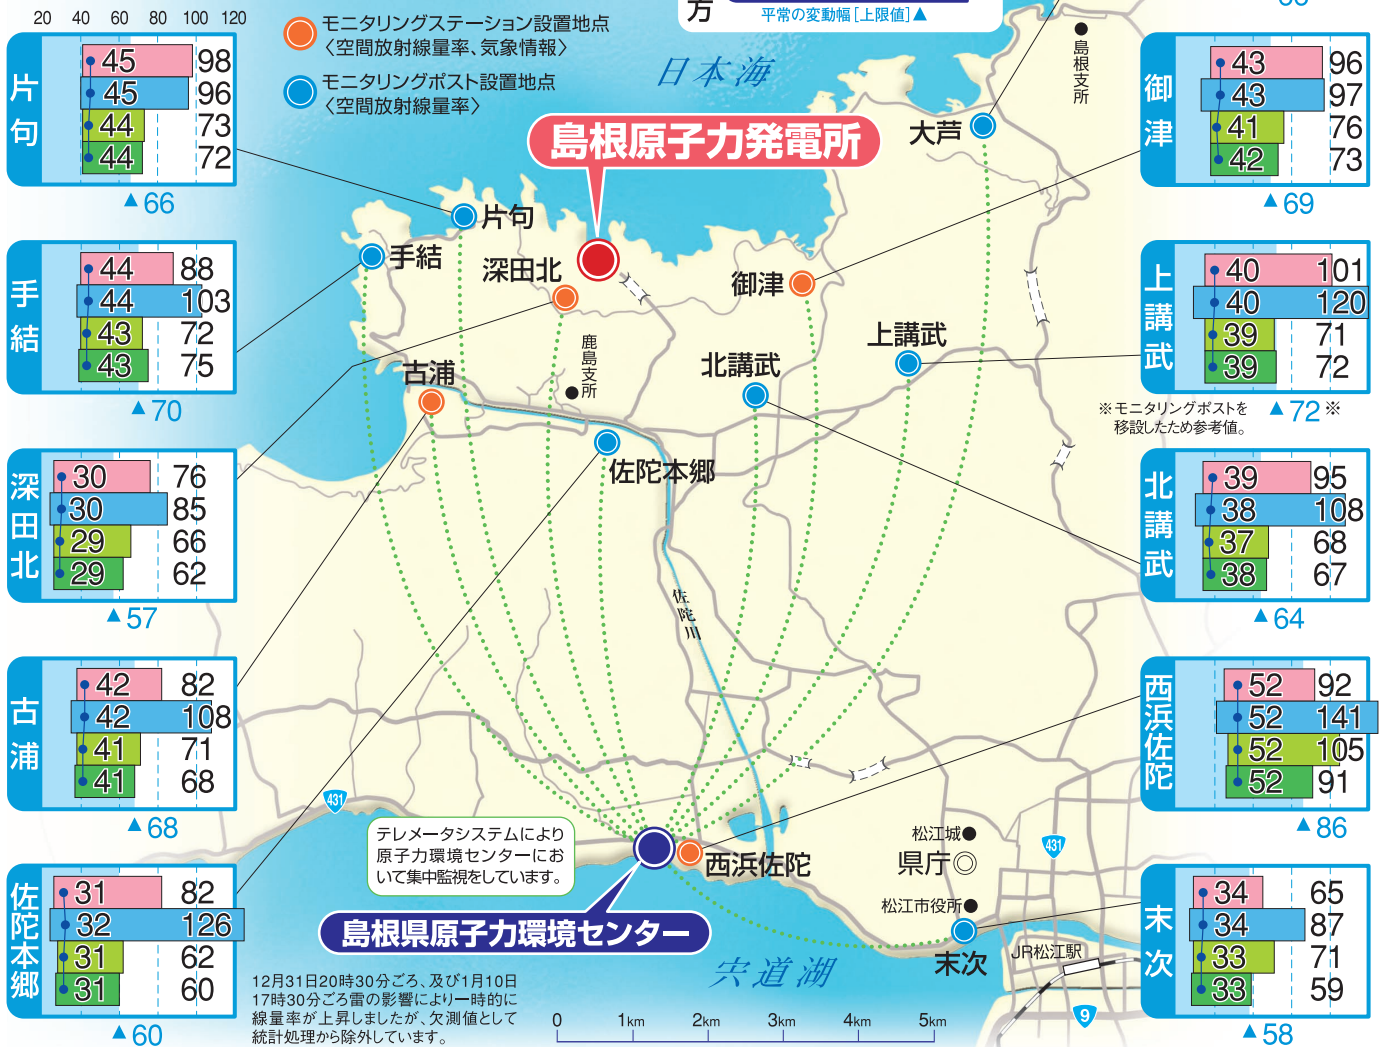 20 40 60 80 100 120
モニタリングステーション設置地点
〈空間放射線量率、気象情報〉
モニタリングポスト設置地点
〈空間放射線量率〉
方
平常の変動幅［上限値］▲
片句
45 98
45 96
44 73
44 72
▲66
手結
44 88
44 103
43 72
43 75
▲70
深田北
30 76
30 85
29 66
29 62
▲57
古浦
42 82
42 108
41 71
41 68
▲68
佐陀本郷
31 82
32 126
31 62
31 60
▲60
日本海
島根支所
大芦
島根原子力発電所
片句
手結
深田北
御津
鹿島支所
古浦
北講武
上講武
佐陀本郷
佐陀川
431
テレメータシステムにより
原子力環境センターにお
いて集中監視をしています。
西浜佐陀
松江城
県庁
431
松江市役所
島根県原子力環境センター
末次
JR松江駅
宍道湖
9
12月31日20時30分ごろ、及び1月10日
17時30分ごろ雷の影響により一時的に
線量率が上昇しましたが、欠測値として
統計処理から除外しています。
0 1km 2km 3km 4km 5km
御津
43 96
43 97
41 76
42 73
▲69
上講武
40 101
40 120
39 71
39 72
▲72※
※モニタリングポストを
移設したため参考値。
北講武
39 95
38 108
37 68
38 67
▲64
西浜佐陀
52 92
52 141
52 105
52 91
▲86
末次
34 65
34 87
33 71
33 59
▲58